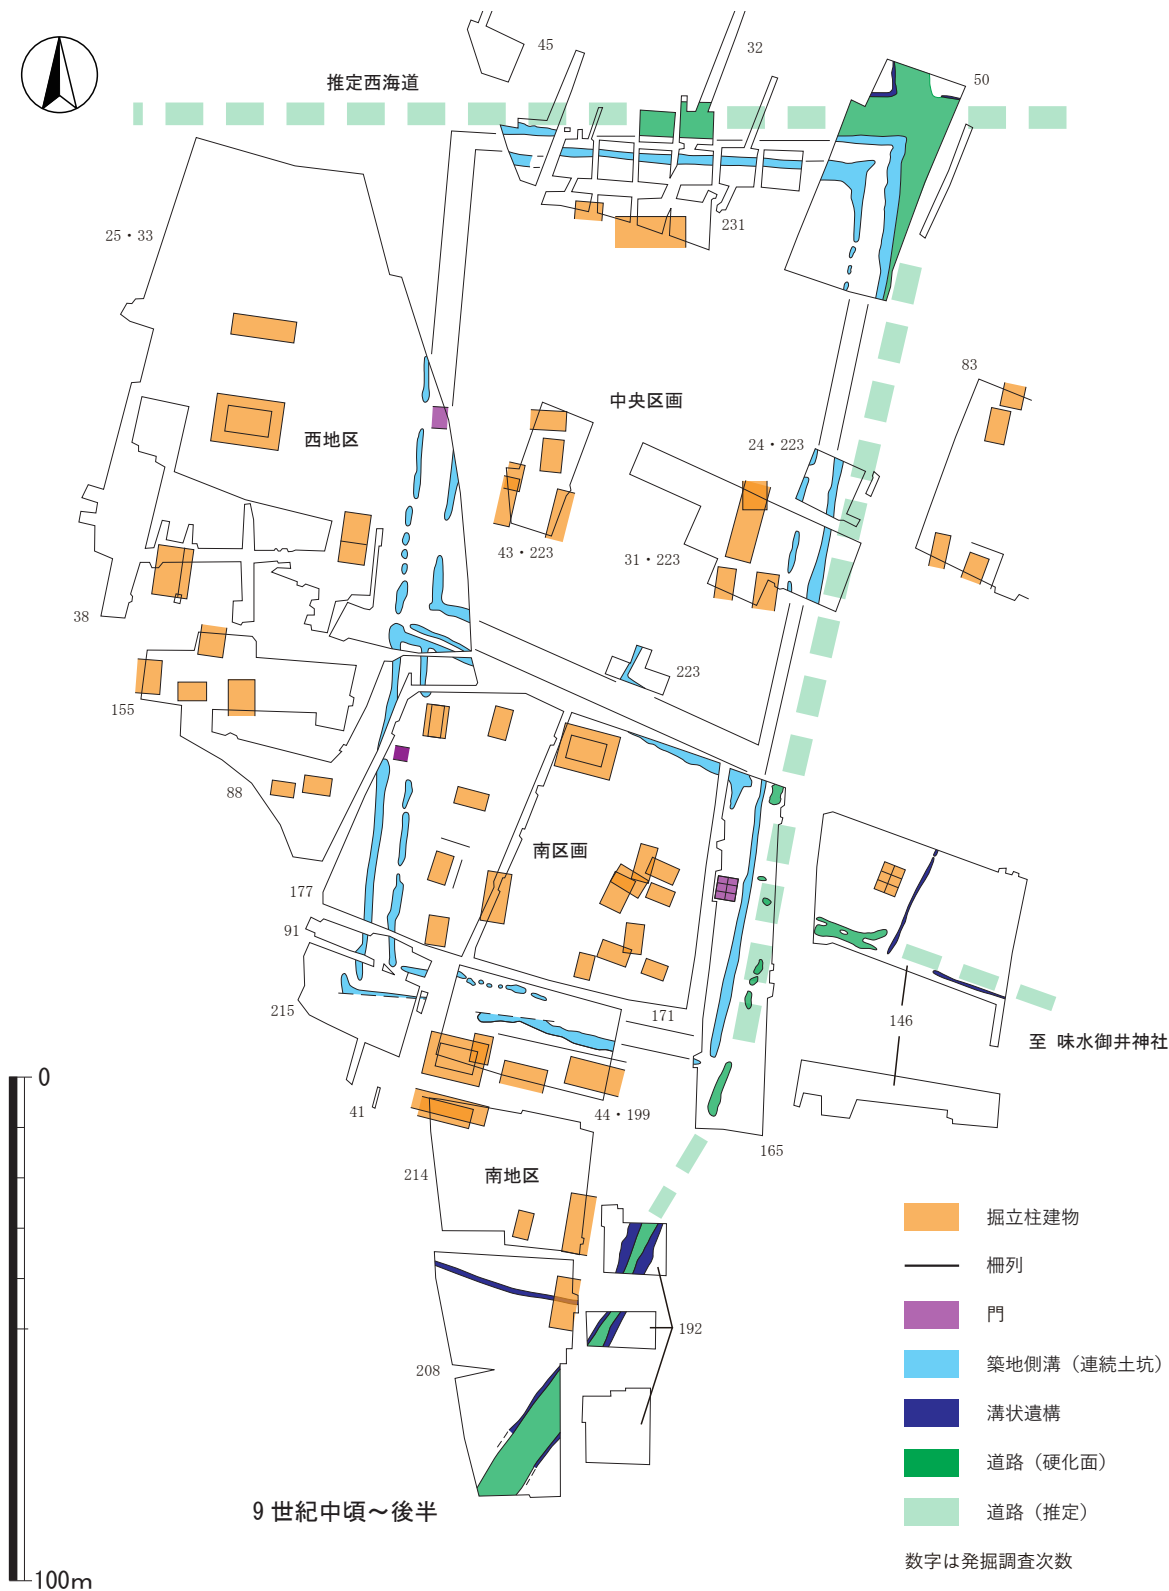 45
32
50
推定西海道
25・33
231
83
中央区画
西地区
24・223
43・223
31・223
38
223
155
88
南区画
177
91
215
171
146
至 味水御井神社
0
41
44・199
165
214
南地区
192
208
9世紀中頃～後半
100m
掘立柱建物
柵列
門
築地側溝（連続土坑）
溝状遺構
道路（硬化面）
道路（推定）
数字は発掘調査次数